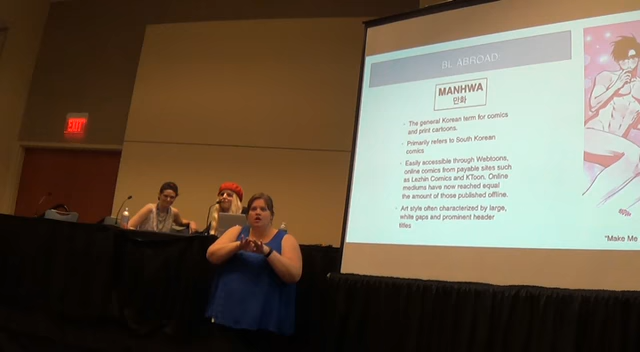 EXIT
BL ABROAD
MANHWA
만화
• The general Korean term for comics
and print cartoons.
• Primarily refers to South Korean
comics
• Easily accessible through Webtoons,
online comics from payable sites such
as Lezhin Comics and KToon. Online
mediums have now reached equal
the amount of those published offline.
• Art style often characterized by large,
while gaps and prominent header
titles
"Make Me